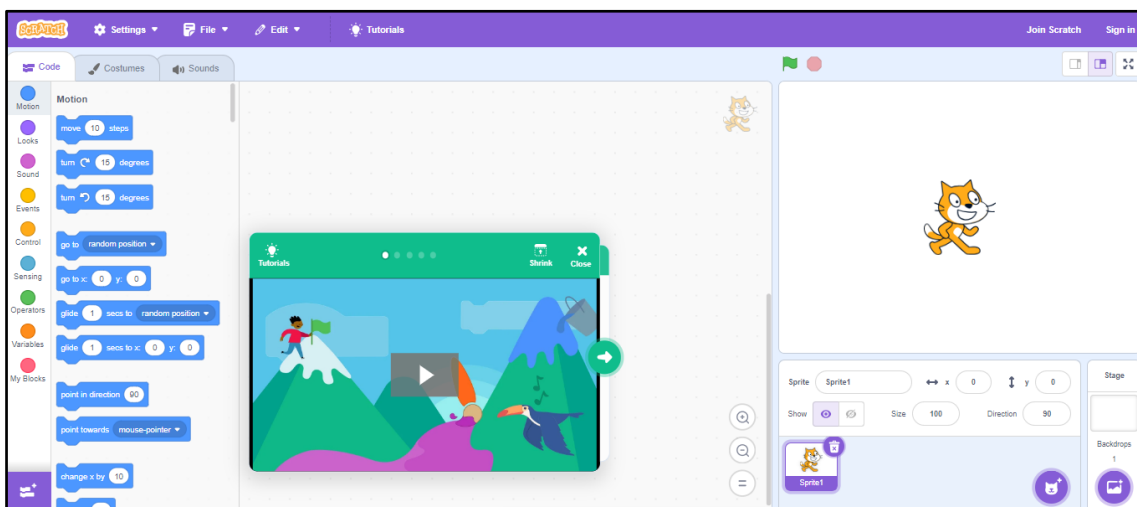 SCRATCH Settings File Edit Tutorials Join Scratch Sign in
Code Costumes Sounds
Motion
Looks
Sound
Events
Control
Sensing
Operators
Variables
My Blocks
Motion
move 10 steps
turn 15 degrees
turn 15 degrees
go to random position
go to x: 0 y: 0
glide 1 secs to random position
glide 1 secs to x: 0 y: 0
point in direction 90
point towards mouse-pointer
change x by 10
Tutorials Shrink Close
Sprite Sprite1 x 0 y 0
Show Size 100 Direction 90
Sprite1
Stage
Backdrops
1